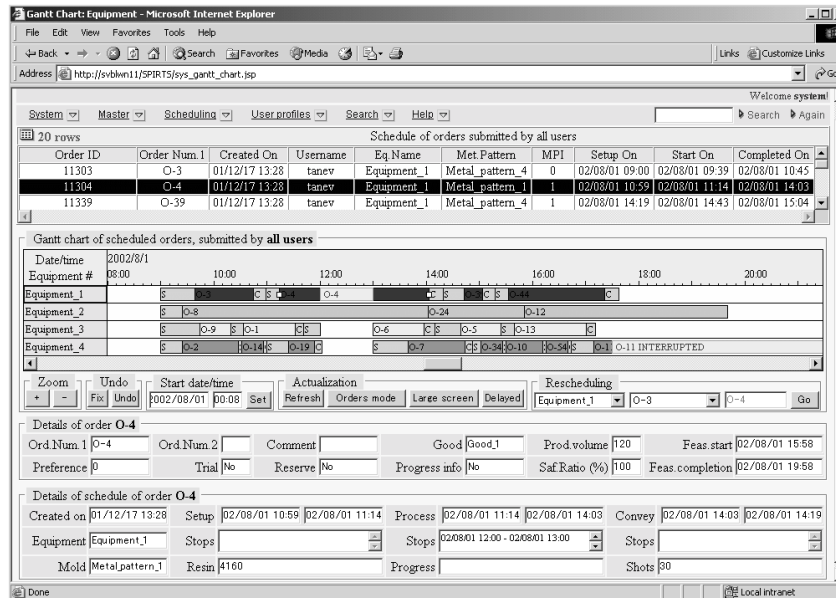 Gantt Chart: Equipment - Microsoft Internet Explorer
File Edit View Favorites Tools Help
Back Search Favorites Media Links Customize Links
Address http://svblwn11/SPIRTS/sys_gantt_chart.jsp Go
Welcome system!
System Master Scheduling User profiles Search Help Search Again
20 rows Schedule of orders submitted by all users
Order ID Order Num.1 Created On Username Eq.Name Met.Pattern MPI Setup On Start On Completed On
11303 O-3 01/12/17 13:28 tanev Equipment_1 Metal_pattern_4 0 02/08/01 09:00 02/08/01 09:39 02/08/01 10:45
11304 O-4 01/12/17 13:28 tanev Equipment_1 Metal_pattern_1 1 02/08/01 10:59 02/08/01 11:14 02/08/01 14:03
11339 O-39 01/12/17 13:28 tanev Equipment_1 Metal_pattern_4 1 02/08/01 14:19 02/08/01 14:43 02/08/01 15:04
Gantt chart of scheduled orders, submitted by all users
Date/time 2002/8/1
Equipment # 08:00 10:00 12:00 14:00 16:00 18:00 20:00
Equipment_1 S O-3 C S O-4 O-4 C S C S O-44 C
Equipment_2 S O-8 O-24 O-12
Equipment_3 S O-9 S O-1 C S O-6 C S O-5 S O-13 C
Equipment_4 S O-2 O-14 S O-19 C S O-7 C S O-34 O-10 O-54 S O-11 INTERRUPTED
Zoom Undo Start date/time Actualization Rescheduling
+ - Fix Undo 2002/08/01 00:08 Set Refresh Orders mode Large screen Delayed Equipment_1 O-3 O-4 Go
Details of order O-4
Ord.Num.1 O-4 Ord.Num.2 Comment Good Good_1 Prod.volume 120 Feas.start 02/08/01 15:58
Preference 0 Trial No Reserve No Progress info No Saf.Ratio (%) 100 Feas.completion 02/08/01 19:58
Details of schedule of order O-4
Created on 01/12/17 13:28 Setup 02/08/01 10:59 02/08/01 11:14 Process 02/08/01 11:14 02/08/01 14:03 Convey 02/08/01 14:03 02/08/01 14:19
Equipment Equipment_1 Stops Stops 02/08/01 12:00 - 02/08/01 13:00 Stops
Mold Metal_pattern_1 Resin 4160 Progress Shots 30
Done Local intranet